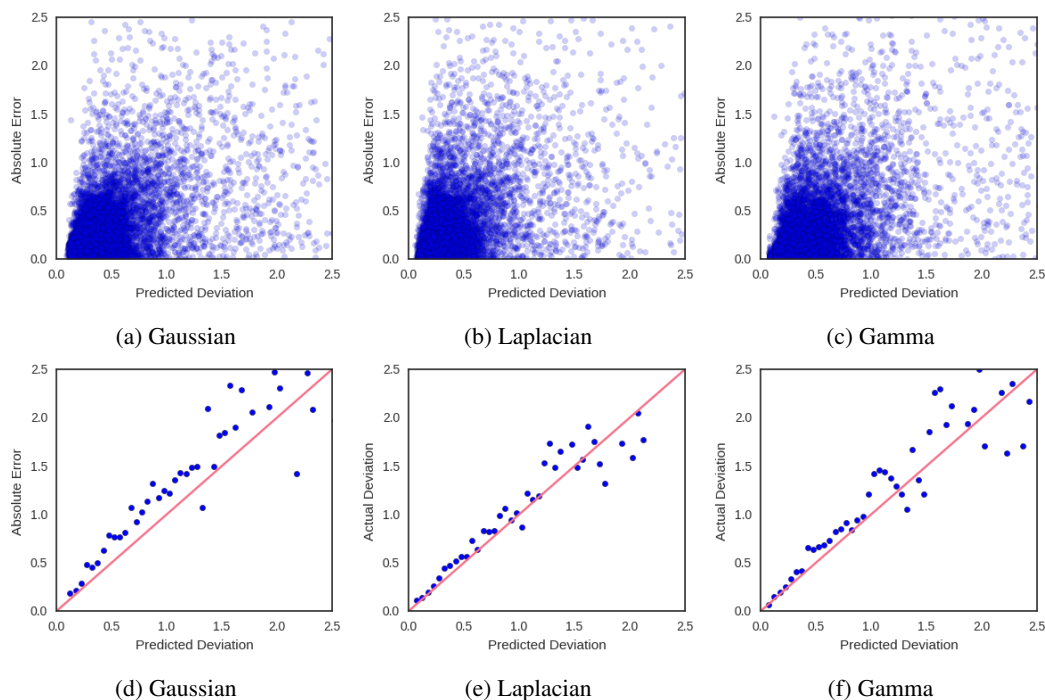 2.5 2.5 2.5
2.0 2.0 2.0
1.5 1.5 1.5
Absolute Error Absolute Error Absolute Error
1.0 1.0 1.0
0.5 0.5 0.5
0.0 0.0 0.0
0.0 0.5 1.0 1.5 2.0 2.5 0.0 0.5 1.0 1.5 2.0 2.5 0.0 0.5 1.0 1.5 2.0 2.5
Predicted Deviation Predicted Deviation Predicted Deviation
(a) Gaussian (b) Laplacian (c) Gamma
2.5 2.5 2.5
2.0 2.0 2.0
1.5 1.5 1.5
Absolute Error Actual Deviation Actual Deviation
1.0 1.0 1.0
0.5 0.5 0.5
0.0 0.0 0.0
0.0 0.5 1.0 1.5 2.0 2.5 0.0 0.5 1.0 1.5 2.0 2.5 0.0 0.5 1.0 1.5 2.0 2.5
Predicted Deviation Predicted Deviation Predicted Deviation
(d) Gaussian (e) Laplacian (f) Gamma